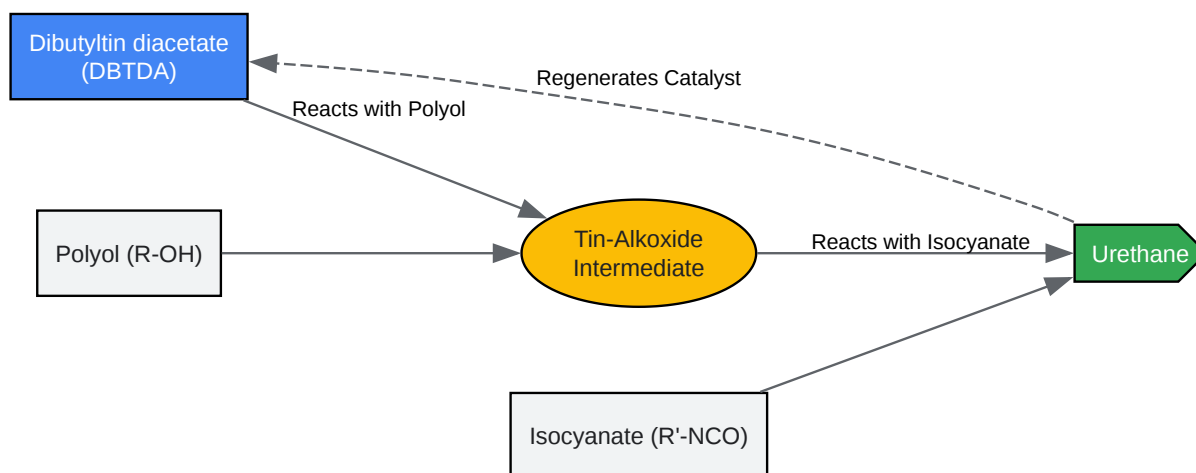 Dibutyltin diacetate
(DBTDA)
Regenerates Catalyst
Reacts with Polyol
Polyol (R-OH)
Tin-Alkoxide
Intermediate
Reacts with Isocyanate
Urethane
Isocyanate (R'-NCO)